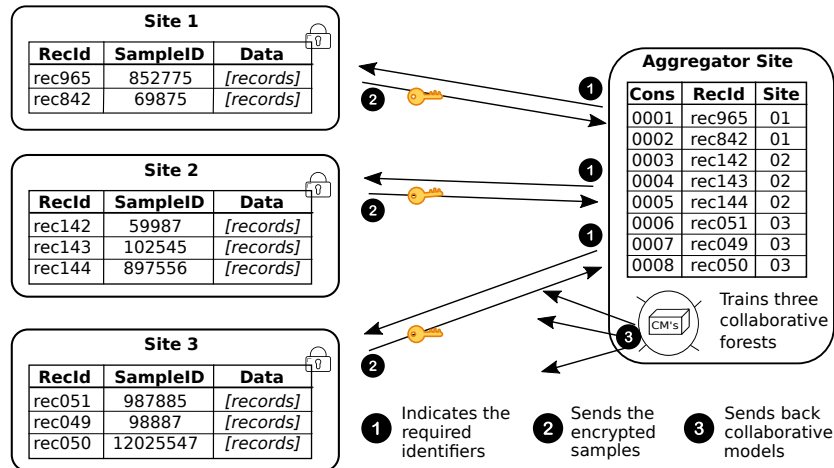 Site 1
RecId SampleID Data
rec965 852775 [records]
rec842 69875 [records]
Site 2
RecId SampleID Data
rec142 59987 [records]
rec143 102545 [records]
rec144 897556 [records]
Site 3
RecId SampleID Data
rec051 987885 [records]
rec049 98887 [records]
rec050 12025547 [records]
1
2
1
2
1
2
Aggregator Site
Cons RecId Site
0001 rec965 01
0002 rec842 01
0003 rec142 02
0004 rec143 02
0005 rec144 02
0006 rec051 03
0007 rec049 03
0008 rec050 03
CM's
3
Trains three
collaborative
forests
1 Indicates the
required
identifiers
2 Sends the
encrypted
samples
3 Sends back
collaborative
models